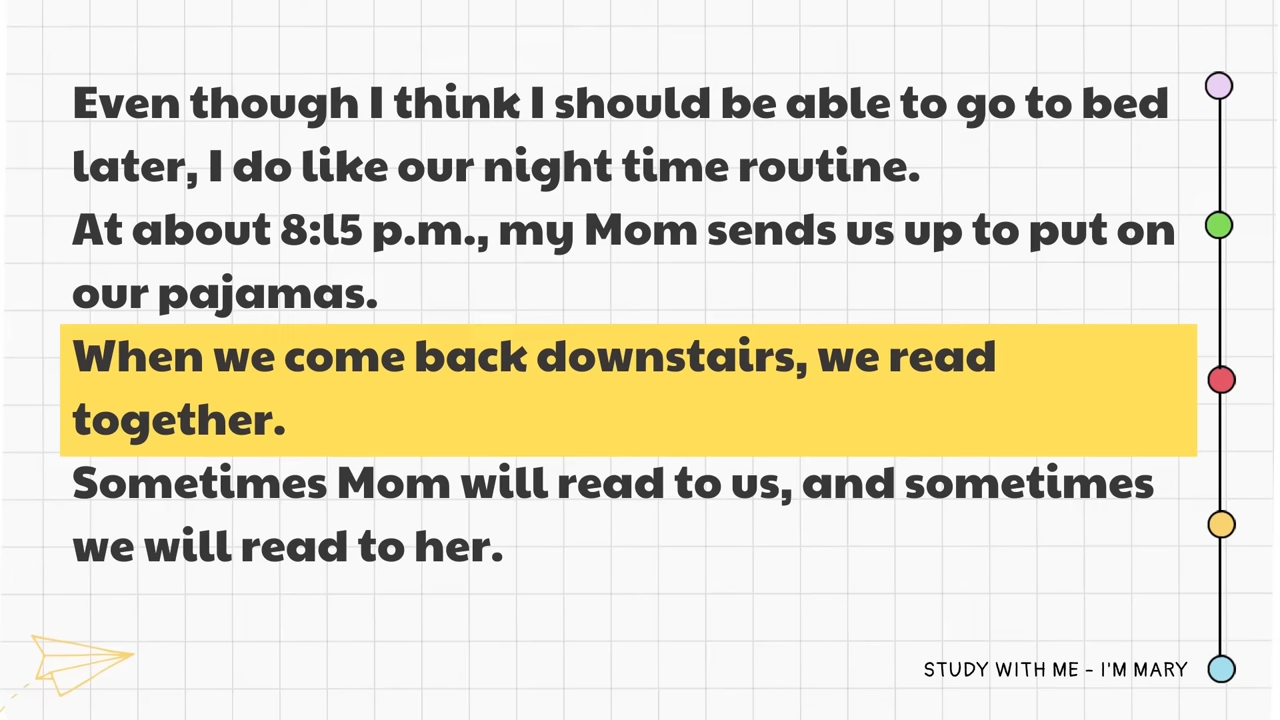 Even though I think I should be able to go to bed
later, I do like our night time routine.
At about 8:15 p.m., my Mom sends us up to put on
our pajamas.
When we come back downstairs, we read
together.
Sometimes Mom will read to us, and sometimes
we will read to her.
STUDY WITH ME - I'M MARY